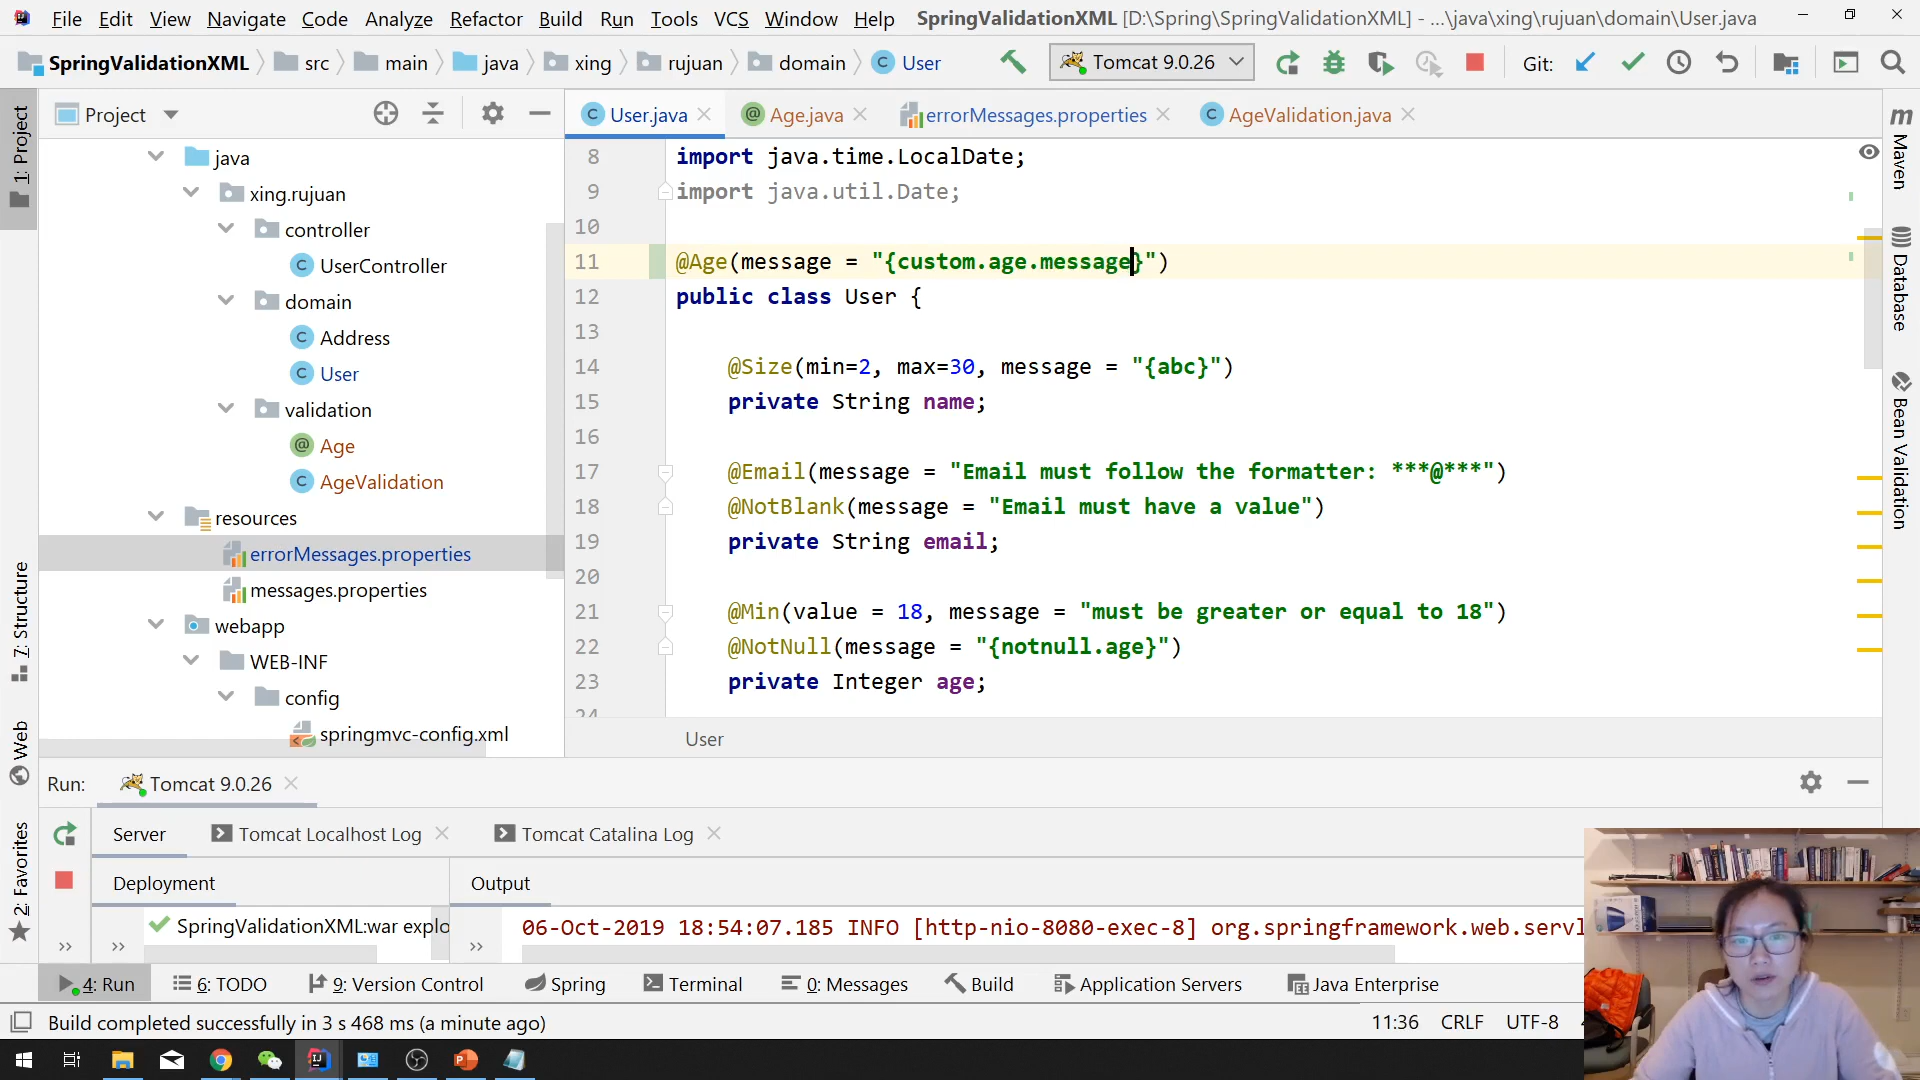 File Edit View Navigate Code Analyze Refactor Build Run Tools VCS Window Help SpringValidationXML [D:\Spring\SpringValidationXML] - ...\java\xing\rujuan\domain\User.java
SpringValidationXML src main java xing rujuan domain User Tomcat 9.0.26 Git:
1: Project
Project
User.java Age.java errorMessages.properties AgeValidation.java
java
xing.rujuan
controller
UserController
domain
Address
User
validation
Age
AgeValidation
resources
errorMessages.properties
messages.properties
webapp
WEB-INF
config
springmvc-config.xml
8 import java.time.LocalDate;
9 import java.util.Date;
10
11 @Age(message = "{custom.age.message}")
12 public class User {
13
14 @Size(min=2, max=30, message = "{abc}")
15 private String name;
16
17 @Email(message = "Email must follow the formatter: ***@***")
18 @NotBlank(message = "Email must have a value")
19 private String email;
20
21 @Min(value = 18, message = "must be greater or equal to 18")
22 @NotNull(message = "{notnull.age}")
23 private Integer age;
24
User
Maven
Database
Bean Validation
7: Structure
Web
2: Favorites
Run: Tomcat 9.0.26
Server Tomcat Localhost Log Tomcat Catalina Log
Deployment Output
SpringValidationXML:war explo
06-Oct-2019 18:54:07.185 INFO [http-nio-8080-exec-8] org.springframework.web.servl
4: Run 6: TODO 9: Version Control Spring Terminal 0: Messages Build Application Servers Java Enterprise
Build completed successfully in 3 s 468 ms (a minute ago) 11:36 CRLF UTF-8